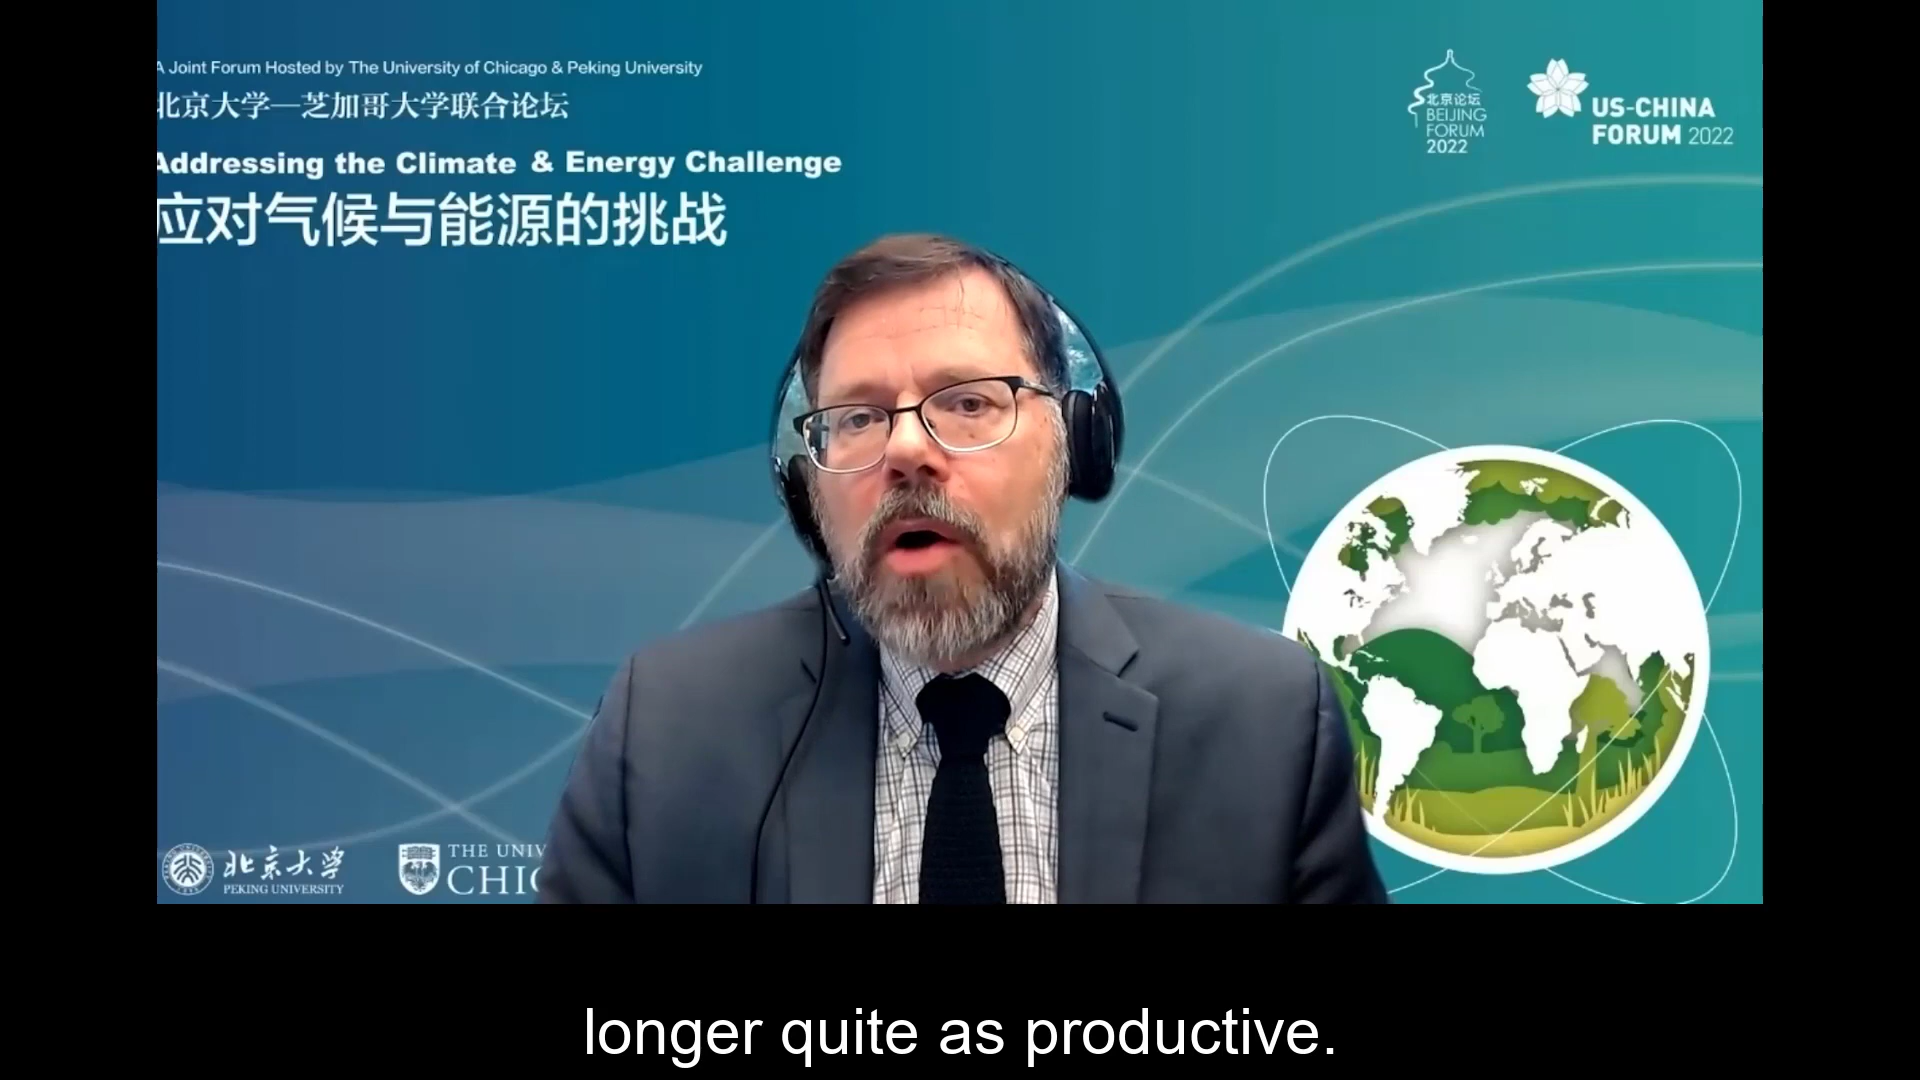 A Joint Forum Hosted by The University of Chicago & Peking University
北京大学—芝加哥大学联合论坛
Addressing the Climate & Energy Challenge
应对气候与能源的挑战
北京论坛
BEIJING
FORUM
2022
US-CHINA
FORUM 2022
北京大学
PEKING UNIVERSITY
THE UNIV
CHIC
longer quite as productive.